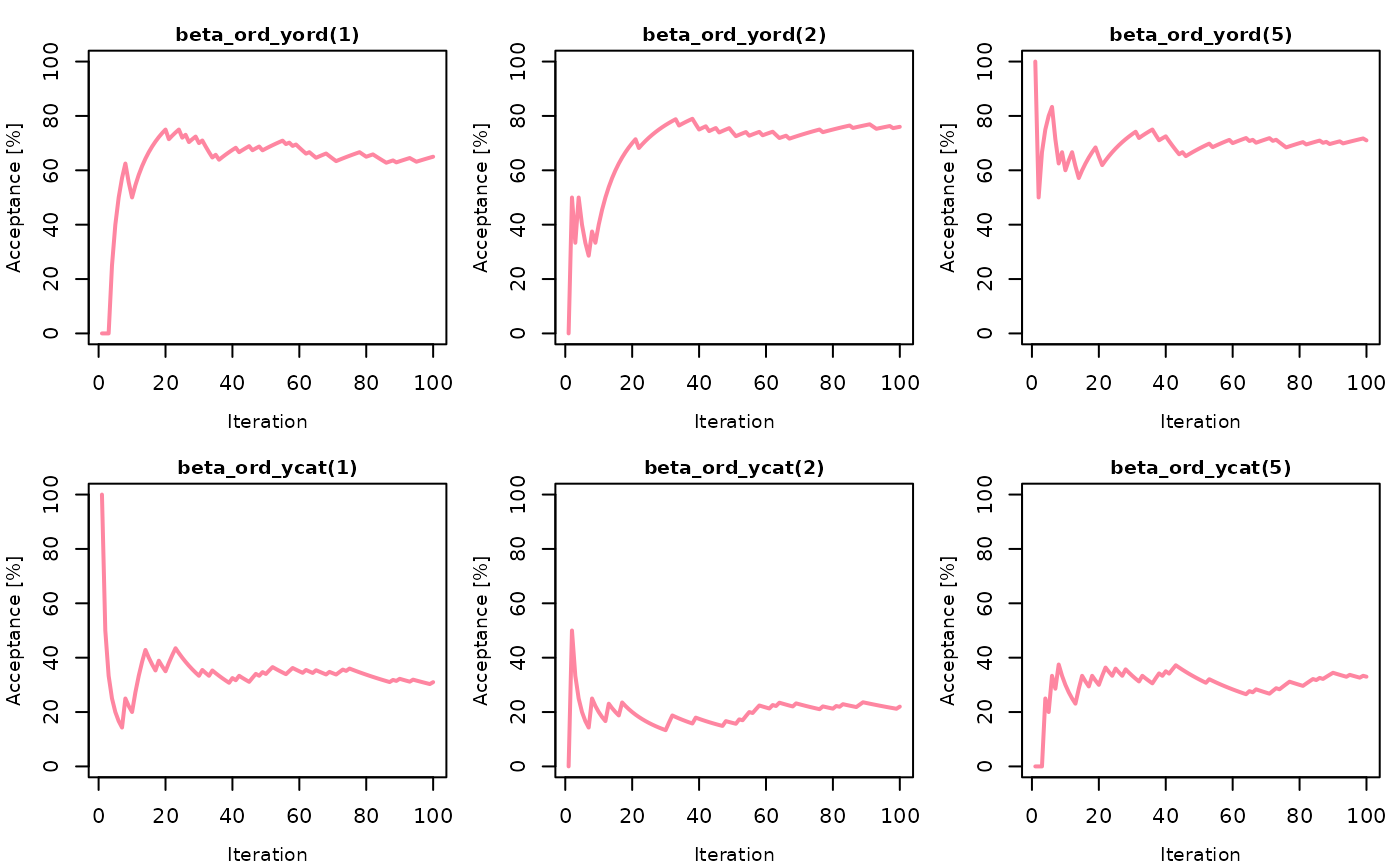 beta_ord_yord(1)
Acceptance [%]
100
80
60
40
20
0
0 20 40 60 80 100
Iteration
beta_ord_yord(2)
Acceptance [%]
100
80
60
40
20
0
0 20 40 60 80 100
Iteration
beta_ord_yord(5)
Acceptance [%]
100
80
60
40
20
0
0 20 40 60 80 100
Iteration
beta_ord_ycat(1)
Acceptance [%]
100
80
60
40
20
0
0 20 40 60 80 100
Iteration
beta_ord_ycat(2)
Acceptance [%]
100
80
60
40
20
0
0 20 40 60 80 100
Iteration
beta_ord_ycat(5)
Acceptance [%]
100
80
60
40
20
0
0 20 40 60 80 100
Iteration